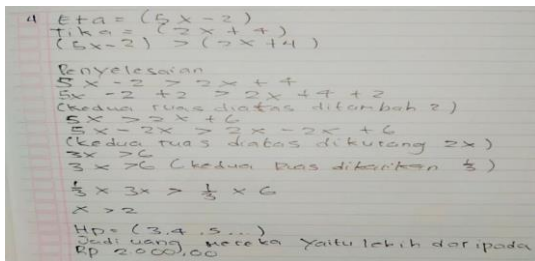 4 Eta = (5x - 2)
Tika = (2x + 4)
(5x-2) > (2x+4)
Penyelesaian
5x - 2 > 2x + 4
5x - 2 + 2 > 2x + 4 + 2
(kedua ruas diatas ditambah 2)
5x > 2x + 6
5x - 2x > 2x - 2x + 6
(kedua ruas diatas dikurang 2x)
3x > 6
3x > 6 (kedua ruas dikalikan 1/3)
1/3 x 3x > 1/3 x 6
x > 2
Hp = (3,4,5...)
Jadi uang mereka yaitu lebih daripada
Rp 2.000,00